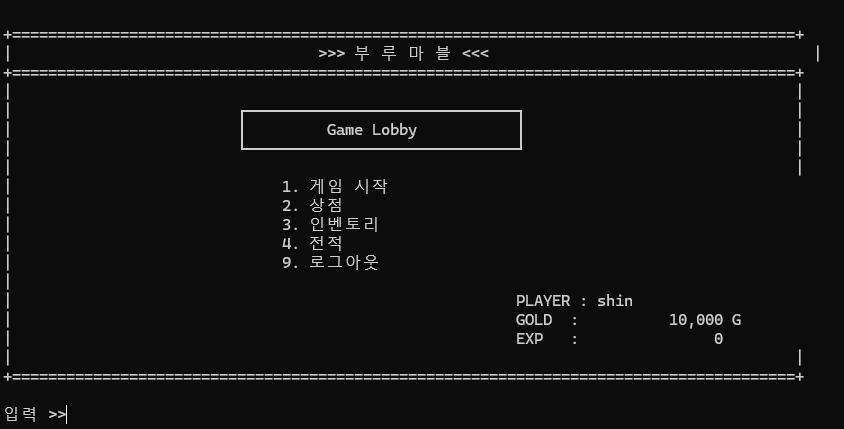 >>> 부 루 마 블 <<<
Game Lobby
1. 게임 시작
2. 상점
3. 인벤토리
4. 전적
9. 로그아웃
PLAYER : shin
GOLD : 10,000 G
EXP : 0
입력 >>